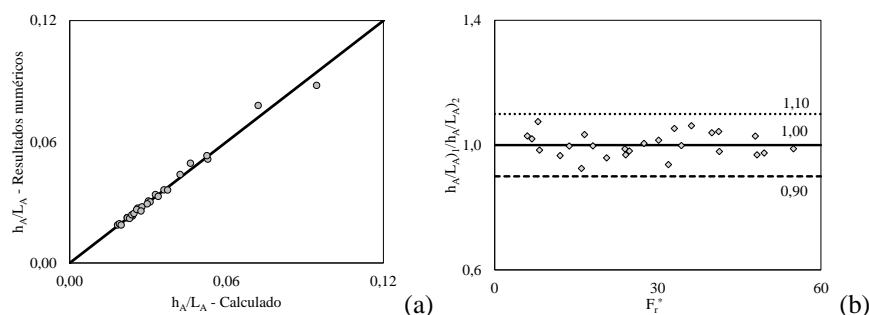 0,12
0,06
0,00
h_A/L_A - Resultados numéricos
0,00
0,06
0,12
h_A/L_A - Calculado
(a)
1,4
1,0
0,6
h_A/L_A)_1/h_A/L_A)_2
1,10
1,00
0,90
0
30
60
F_r^*
(b)